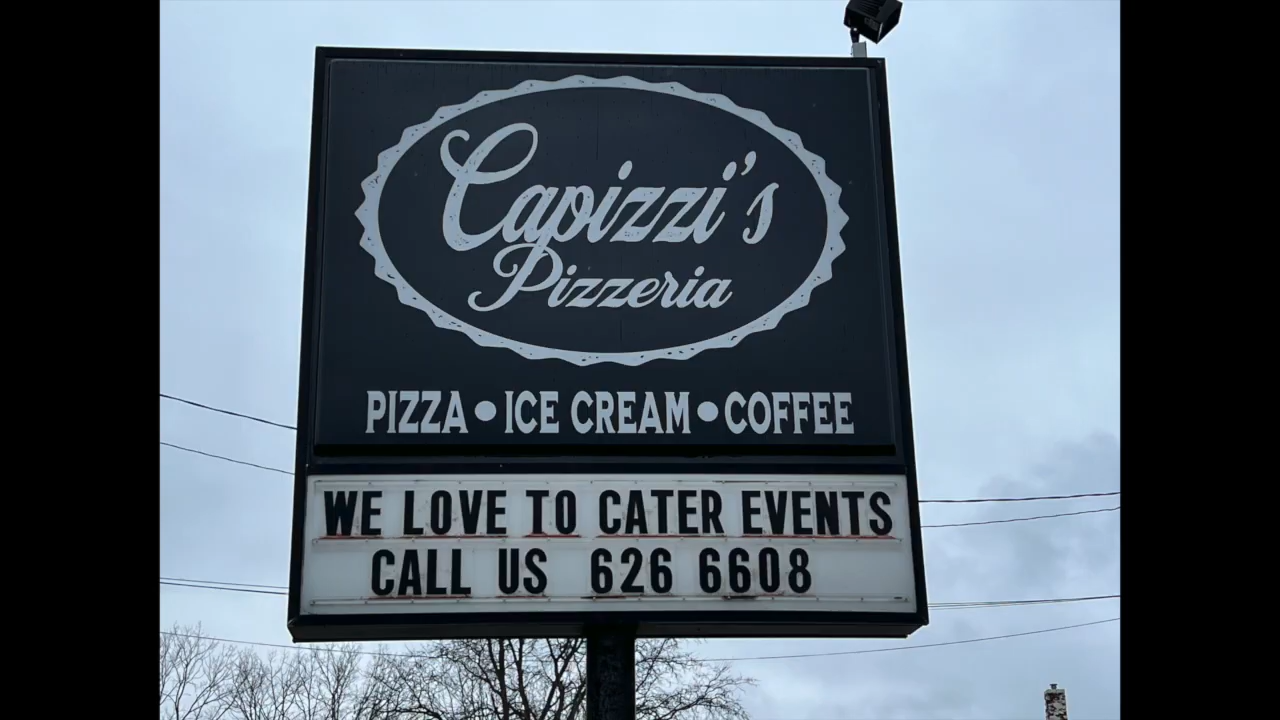 Capizzi's
Pizzeria
PIZZA • ICE CREAM • COFFEE
WE LOVE TO CATER EVENTS
CALL US 626 6608